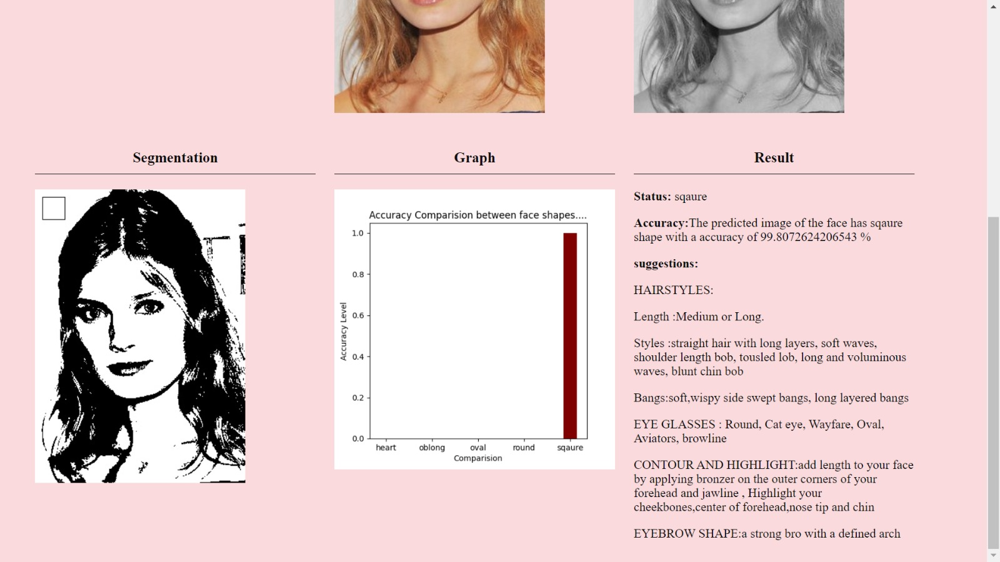 Segmentation
Graph
Result
Accuracy Comparision between face shapes....
1.0
0.8
0.6
0.4
0.2
0.0
Accuracy Level
heart oblong oval round sqaure
Comparision
Status: sqaure
Accuracy:The predicted image of the face has sqaure
shape with a accuracy of 99.8072624206543 %
suggestions:
HAIRSTYLES:
Length :Medium or Long.
Styles :straight hair with long layers, soft waves,
shoulder length bob, tousled lob, long and voluminous
waves, blunt chin bob
Bangs:soft,wispy side swept bangs, long layered bangs
EYE GLASSES : Round, Cat eye, Wayfare, Oval,
Aviators, browline
CONTOUR AND HIGHLIGHT:add length to your face
by applying bronzer on the outer corners of your
forehead and jawline , Highlight your
cheekbones,center of forehead,nose tip and chin
EYEBROW SHAPE:a strong bro with a defined arch